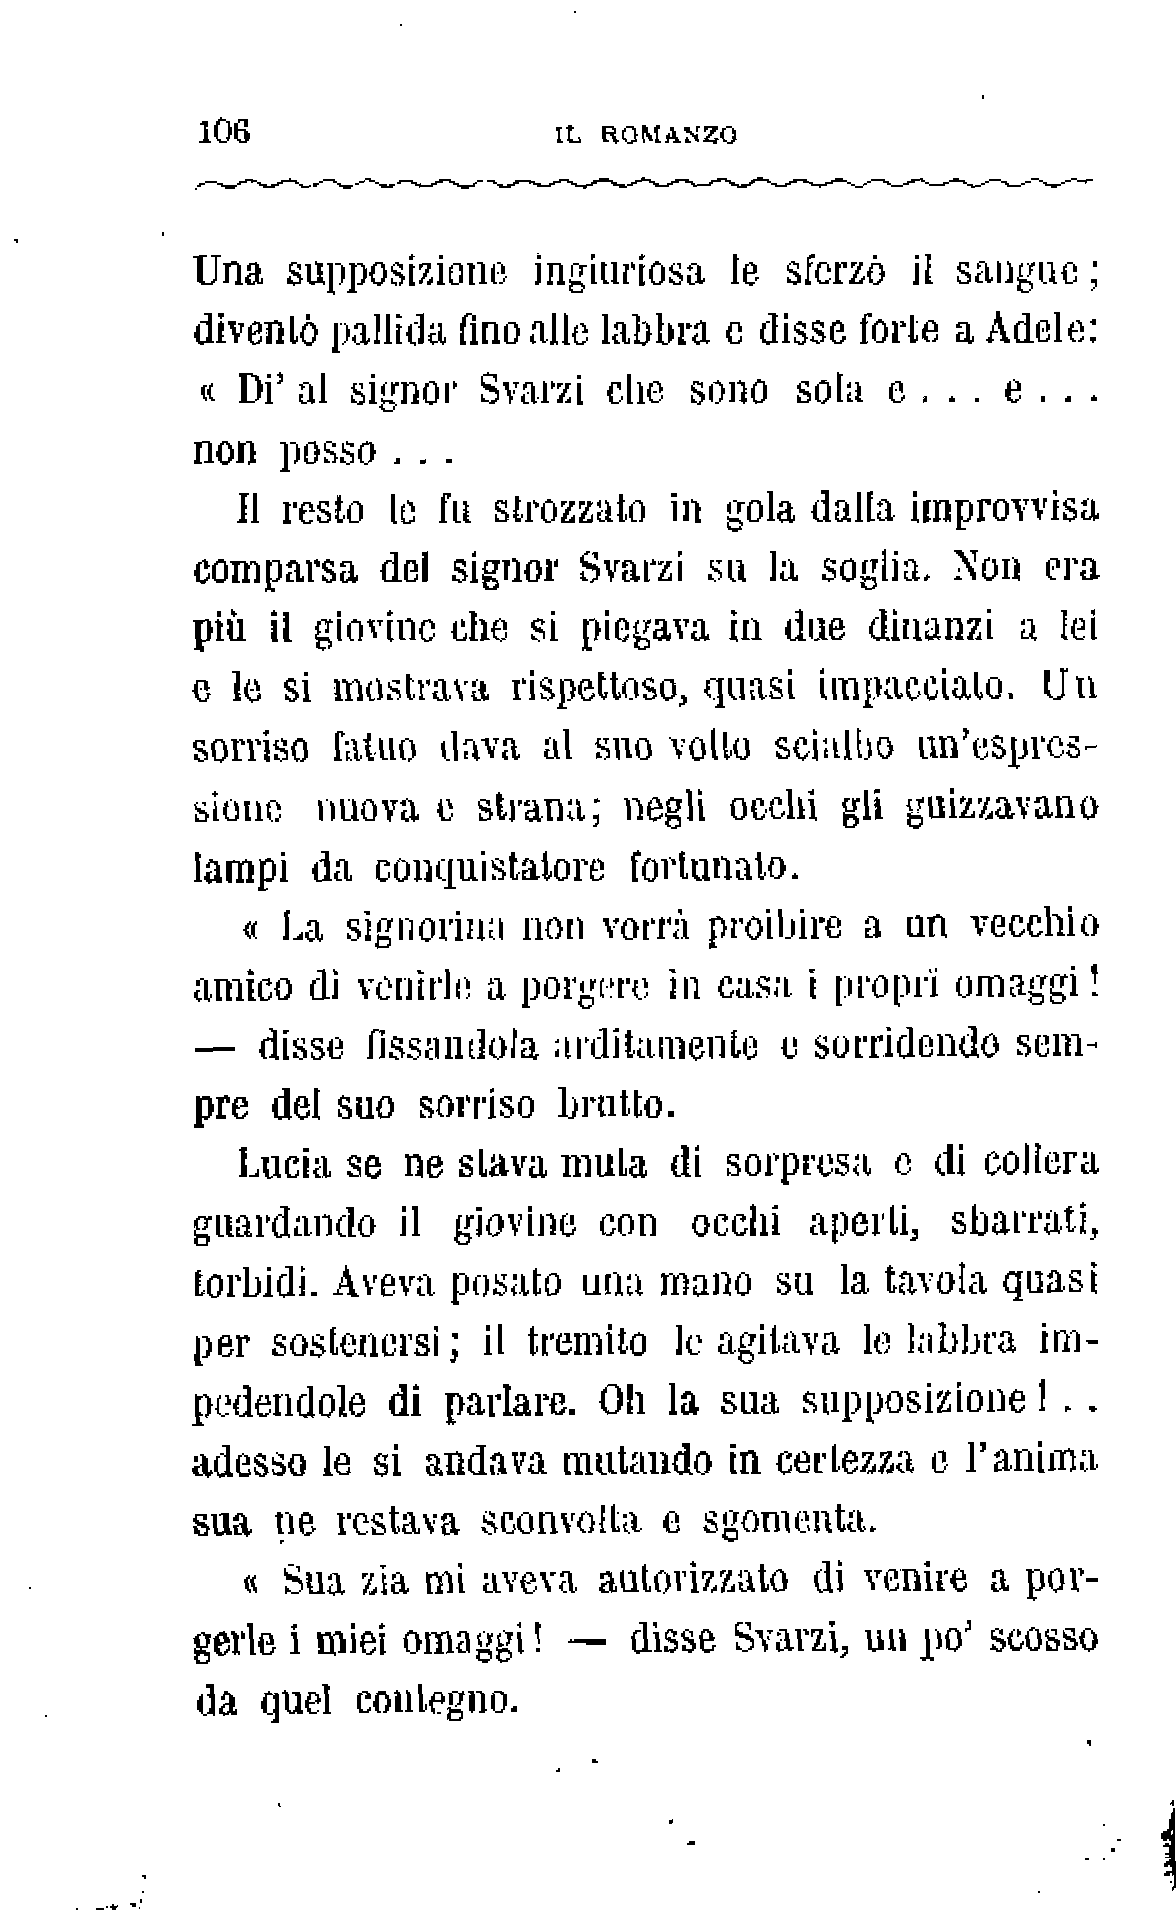 106 IL ROMANZO
Una supposizione ingiuriosa le sferzò il sangue;
diventò pallida fino alle labbra e disse forte a Adele:
« Di' al signor Svarzi che sono sola e . . . e . . .
non posso . . .
Il resto le fu strozzato in gola dalla improvvisa
comparsa del signor Svarzi su la soglia. Non era
più il giovine che si piegava in due dinanzi a lei
e le si mostrava rispettoso, quasi impacciato. Un
sorriso fatuo dava al suo volto scialbo un'espres-
sione nuova e strana; negli occhi gli guizzavano
lampi da conquistatore fortunato.
« La signorina non vorrà proibire a un vecchio
amico di venirle a porgere in casa i proprî omaggi!
— disse fissandola arditamente e sorridendo sem-
pre del suo sorriso brutto.
Lucia se ne stava muta di sorpresa e di collera
guardando il giovine con occhi aperti, sbarrati,
torbidi. Aveva posato una mano su la tavola quasi
per sostenersi; il tremito le agitava le labbra im-
pedendole di parlare. Oh la sua supposizione! . .
adesso le si andava mutando in certezza e l'anima
sua ne restava sconvolta e sgomenta.
« Sua zia mi aveva autorizzato di venire a por-
gerle i miei omaggi! — disse Svarzi, un po' scosso
da quel contegno.